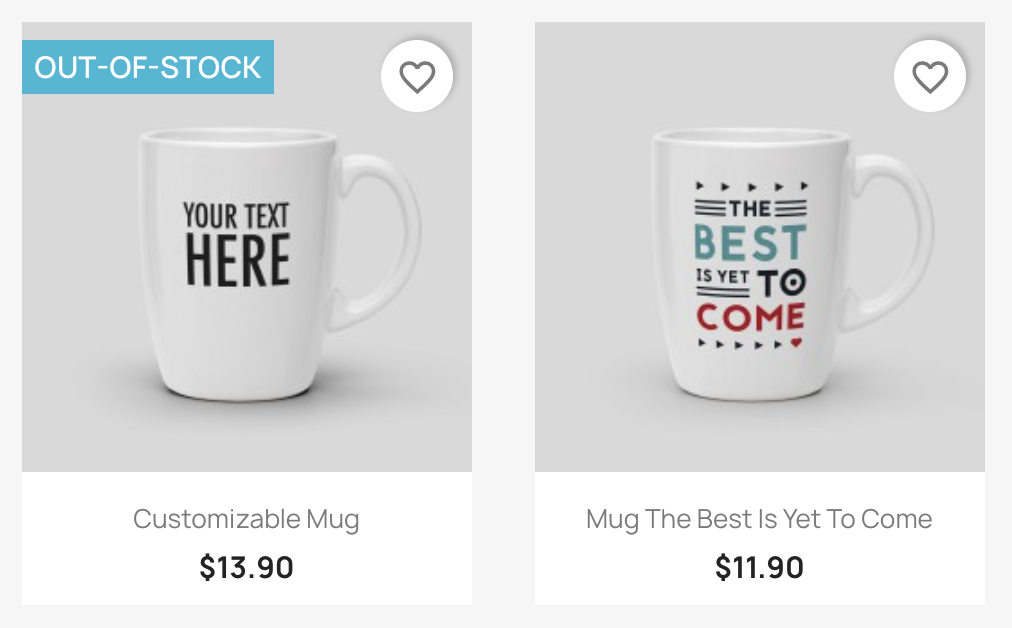 OUT-OF-STOCK
YOUR TEXT
HERE
THE
BEST
IS YET TO
COME
Customizable Mug
$13.90
Mug The Best Is Yet To Come
$11.90